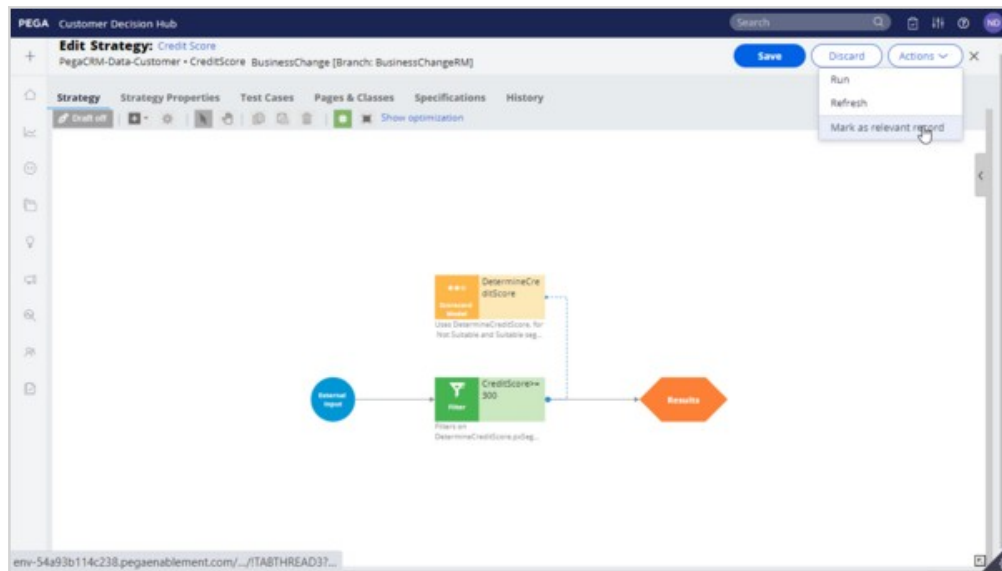 PEGA Customer Decision Hub
Search
ND
Edit Strategy: Credit Score
PegaCRM-Data-Customer • CreditScore BusinessChange [Branch: BusinessChangeRM]
Save
Discard
Actions
Run
Refresh
Mark as relevant record
Strategy Strategy Properties Test Cases Pages & Classes Specifications History
Draft off
Show optimization
DetermineCre
ditScore
Scorecard
Model
Uses DetermineCreditScore, for
Not Suitable and Suitable seg...
External
Input
CreditScore>=
300
Filter
Filters on
DetermineCreditScore.pxSeg...
Results
env-54a93b114c238.pegaenablement.com/.../!TABTHREAD3?...